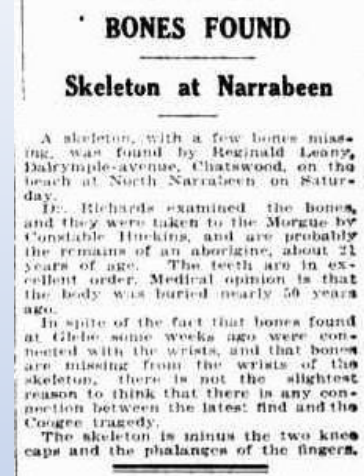 BONES FOUND
Skeleton at Narrabeen
A skeleton, with a few bones miss-
ing, was found by Reginald Leany,
Dalrymple-avenue, Chatswood, on the
beach at North Narrabeen on Satur-
day.
Dr. Richards examined the bones,
and they were taken to the Morgue by
Constable Huckins, and are probably
the remains of an aborigine, about 21
years of age. The teeth are in ex-
cellent order. Medical opinion is that
the body was buried nearly 50 years
ago.
In spite of the fact that bones found
at Glebe some weeks ago were con-
nected with the wrists, and that bones
are missing from the wrists of the
skeleton, there is not the slightest
reason to think that there is any con-
nection between the latest find and the
Coogee tragedy.
The skeleton is minus the two knee
caps and the phalanges of the fingers.